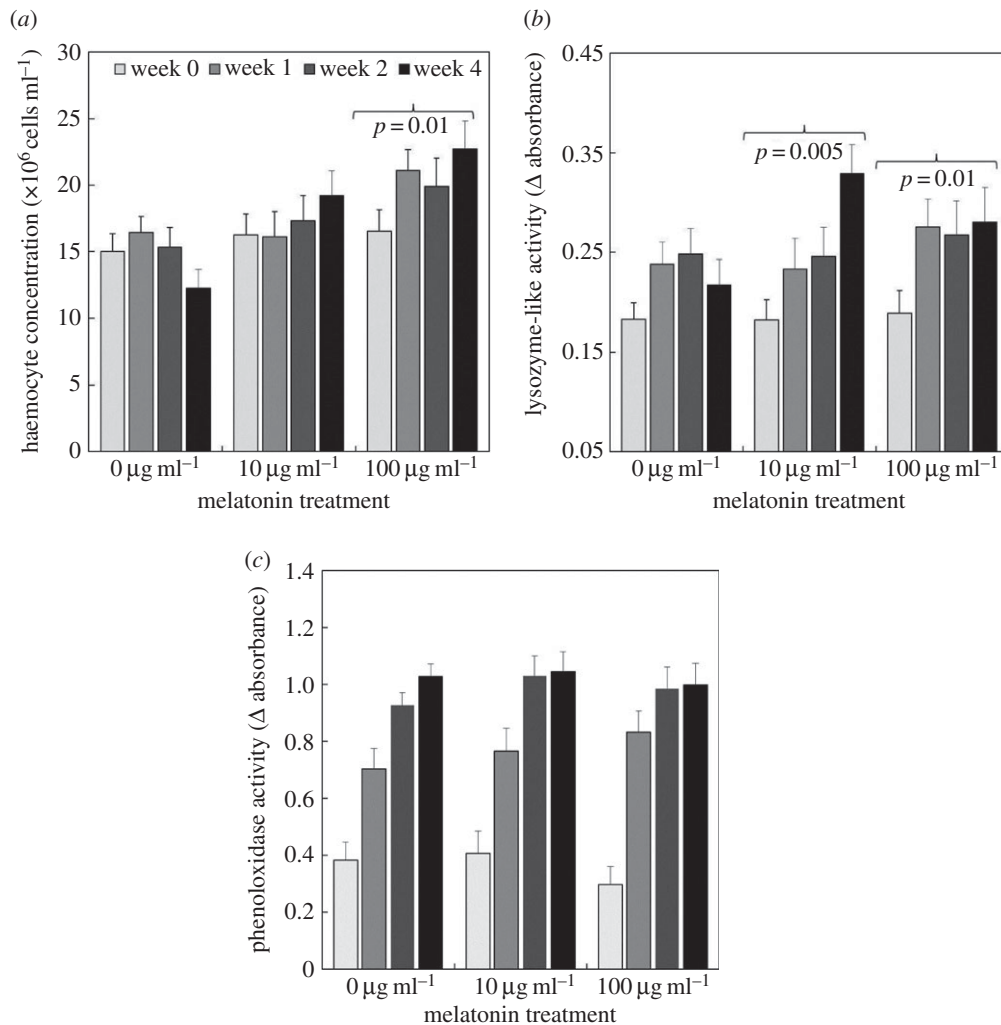 (a)
haemocyte concentration (×10⁶ cells ml⁻¹)
30
25
20
15
10
5
0
week 0 week 1 week 2 week 4
p = 0.01
0 µg ml⁻¹ 10 µg ml⁻¹ 100 µg ml⁻¹
melatonin treatment
(b)
lysozyme-like activity (Δ absorbance)
0.45
0.35
0.25
0.15
0.05
p = 0.005
p = 0.01
0 µg ml⁻¹ 10 µg ml⁻¹ 100 µg ml⁻¹
melatonin treatment
(c)
phenoloxidase activity (Δ absorbance)
1.4
1.2
1.0
0.8
0.6
0.4
0.2
0
0 µg ml⁻¹ 10 µg ml⁻¹ 100 µg ml⁻¹
melatonin treatment